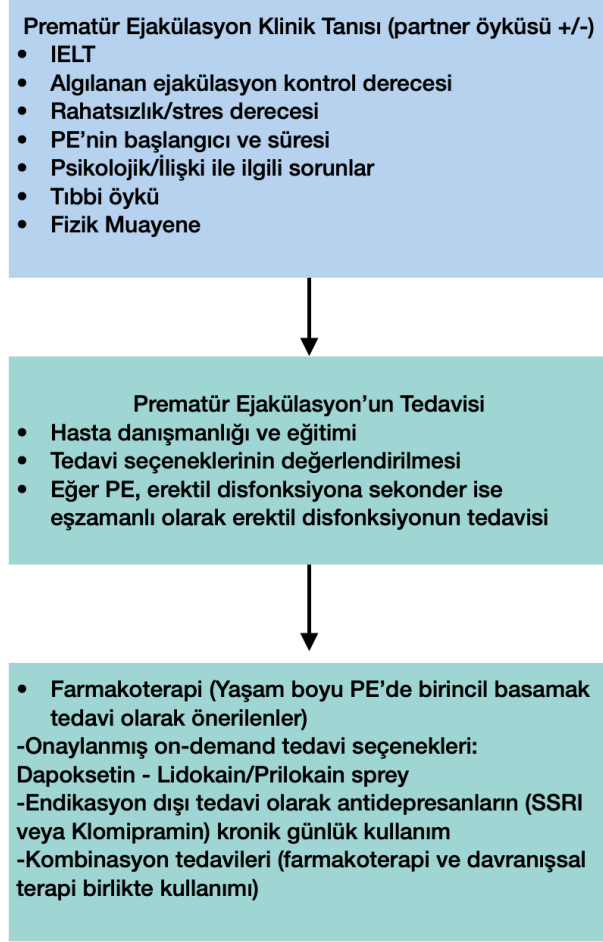 Prematür Ejakülasyon Klinik Tanısı (partner öyküsü +/-)
• IELT
• Algılanan ejakülasyon kontrol derecesi
• Rahatsızlık/stres derecesi
• PE’nin başlangıcı ve süresi
• Psikolojik/İlişki ile ilgili sorunlar
• Tıbbi öykü
• Fizik Muayene
Prematür Ejakülasyon’un Tedavisi
• Hasta danışmanlığı ve eğitimi
• Tedavi seçeneklerinin değerlendirilmesi
• Eğer PE, erektil disfonksiyona sekonder ise
eşzamanlı olarak erektil disfonksiyonun tedavisi
• Farmakoterapi (Yaşam boyu PE’de birincil basamak
tedavi olarak önerilenler)
-Onaylanmış on-demand tedavi seçenekleri:
Dapoksetin - Lidokain/Prilokain sprey
-Endikasyon dışı tedavi olarak antidepresanların (SSRI
veya Klomipramin) kronik günlük kullanım
-Kombinasyon tedavileri (farmakoterapi ve davranışsal
terapi birlikte kullanımı)